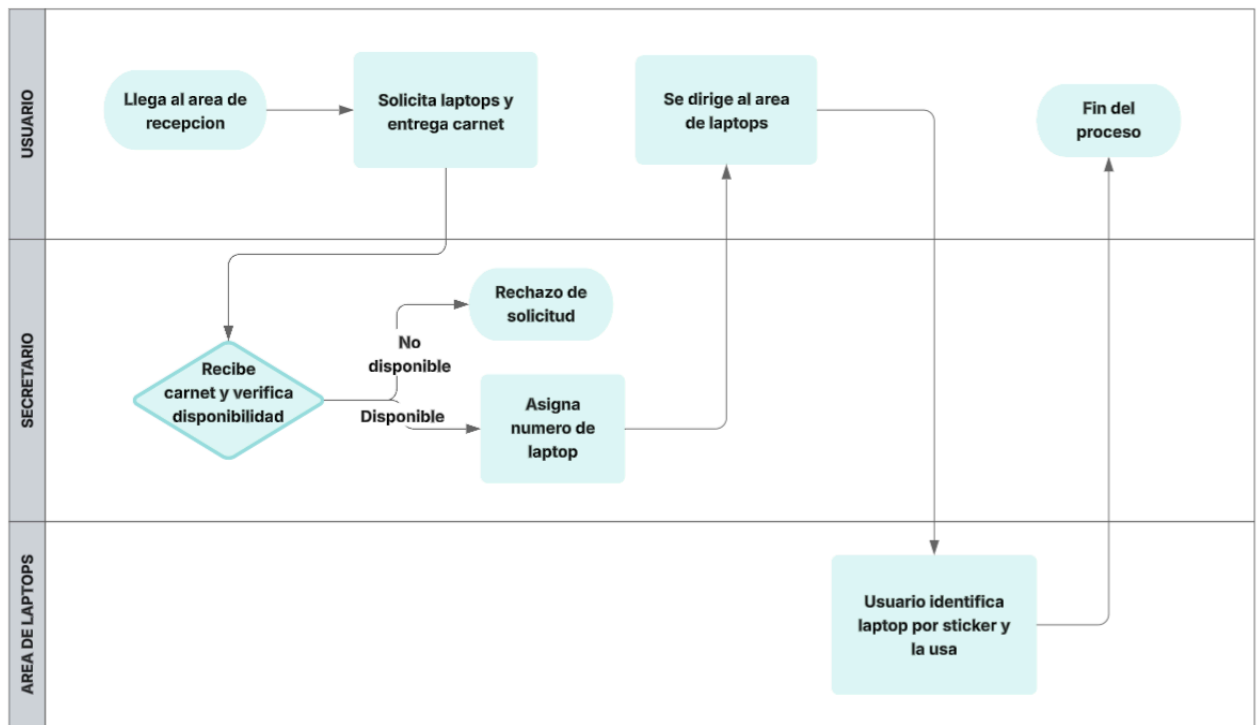 USUARIO
Llega al area de
recepcion
Solicita laptops y
entrega carnet
Se dirige al area
de laptops
Fin del
proceso
SECRETARIO
Recibe
carnet y verifica
disponibilidad
No
disponible
Rechazo de
solicitud
Disponible
Asigna
numero de
laptop
AREA DE LAPTOPS
Usuario identifica
laptop por sticker y
la usa